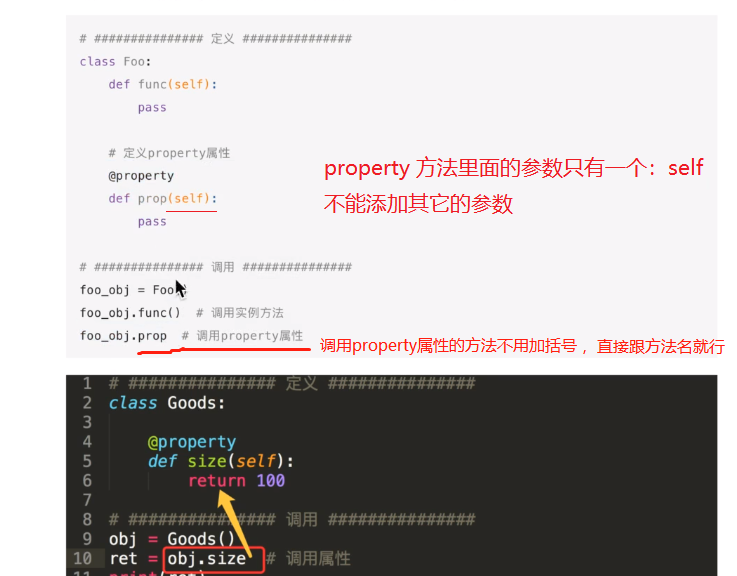 # ############### 定义 ###############
class Foo:
def func(self):
pass
# 定义property属性
@property
def prop(self):
pass
property 方法里面的参数只有一个：self
不能添加其它的参数
# ############### 调用 ###############
foo_obj = Foo
foo_obj.func()  # 调用实例方法
foo_obj.prop  # 调用property属性
调用property属性的方法不用加括号 ，直接跟方法名就行
1 # ############### 定义 ###############
2 class Goods:
3
4 @property
5 def size(self):
6 return 100
7
8 # ############### 调用 ###############
9 obj = Goods()
10 ret = obj.size  # 调用属性
11 print(ret)